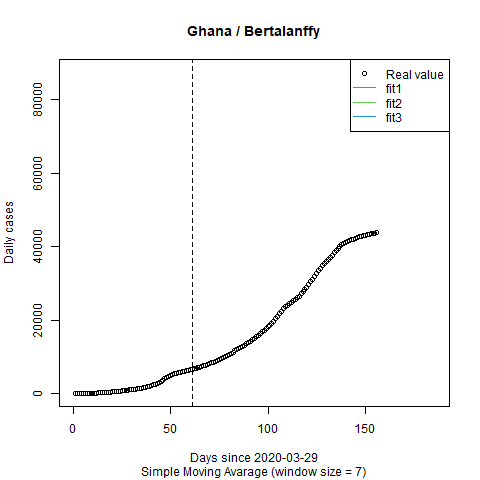 Ghana / Bertalanffy
Real value
fit1
fit2
fit3
Daily cases
80000
60000
40000
20000
0
0 50 100 150
Days since 2020-03-29
Simple Moving Avarage (window size = 7)